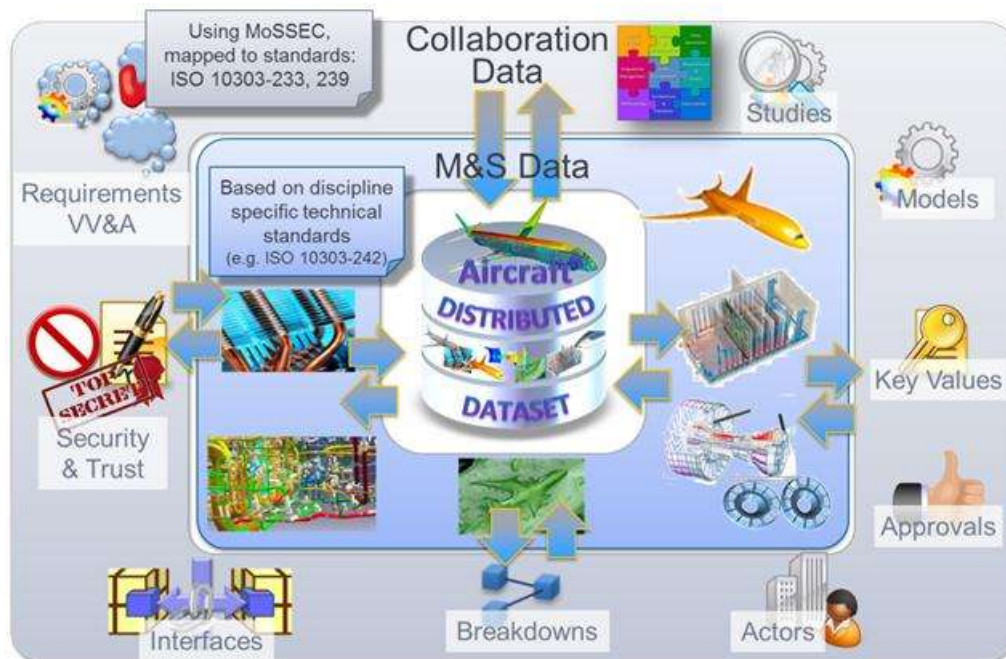 Using MoSSEC,
mapped to standards:
ISO 10303-233, 239
Collaboration
Data
Studies
Requirements
VV&A
M&S Data
Based on discipline
specific technical
standards
(e.g. ISO 10303-242)
Models
Aircraft
DISTRIBUTED
DATASET
TOP
SECRET
Security
& Trust
Key Values
Approvals
Interfaces
Breakdowns
Actors